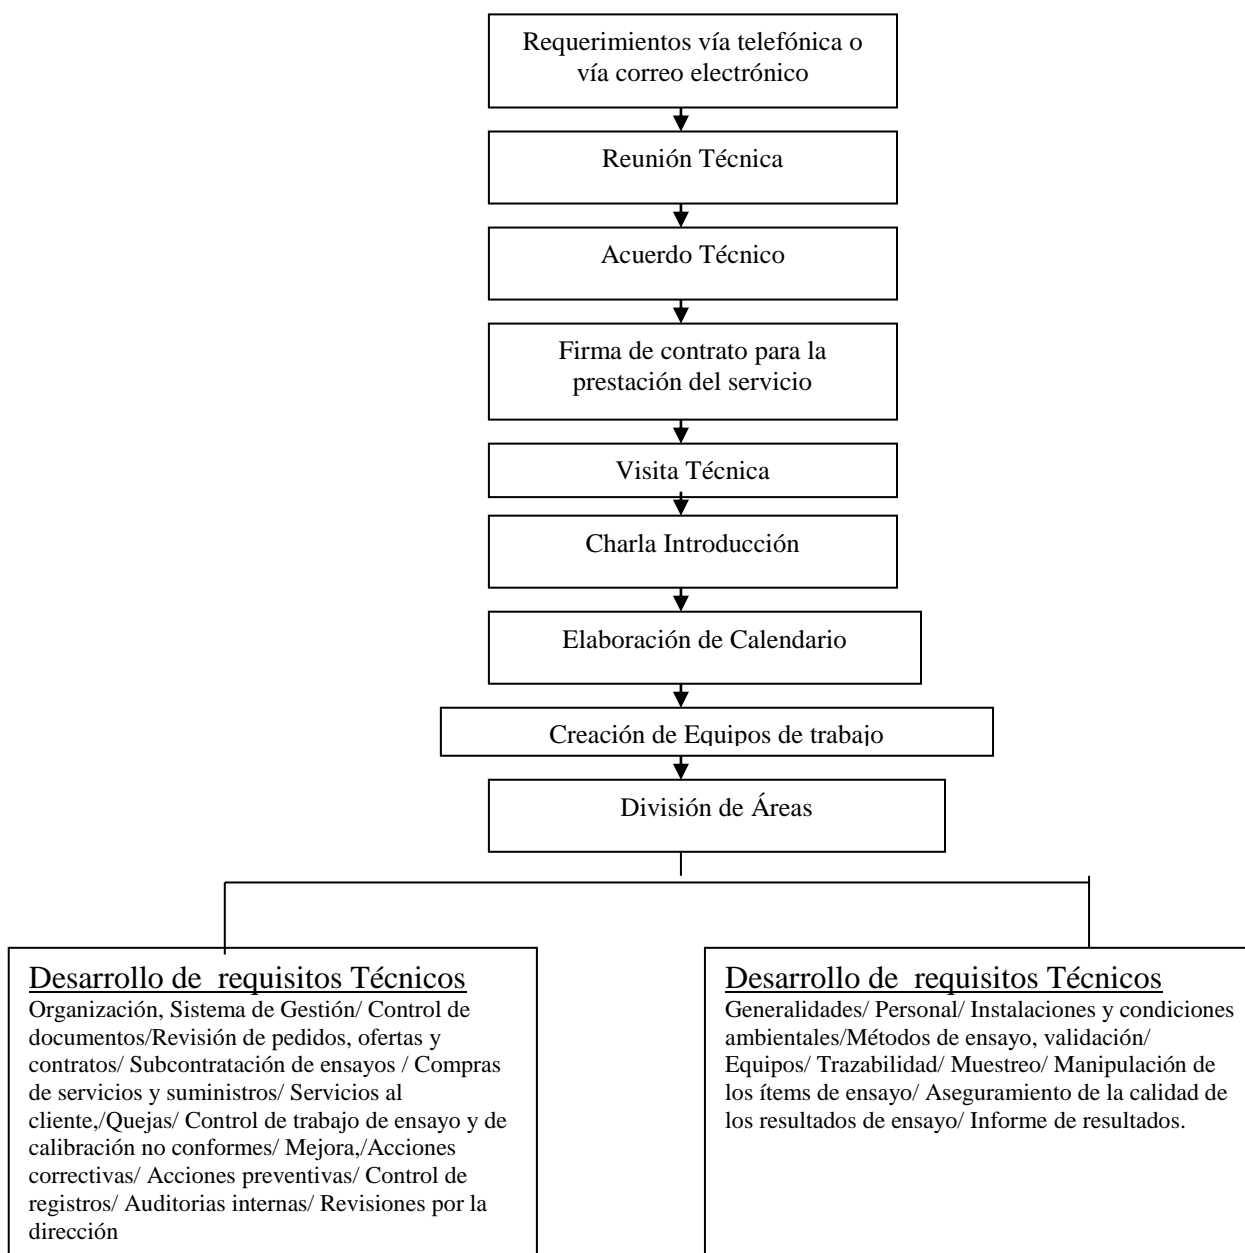 Requerimientos vía telefónica o
vía correo electrónico
Reunión Técnica
Acuerdo Técnico
Firma de contrato para la
prestación del servicio
Visita Técnica
Charla Introducción
Elaboración de Calendario
Creación de Equipos de trabajo
División de Áreas
Desarrollo de  requisitos Técnicos
Organización, Sistema de Gestión/ Control de
documentos/Revisión de pedidos, ofertas y
contratos/ Subcontratación de ensayos / Compras
de servicios y suministros/ Servicios al
cliente,/Quejas/ Control de trabajo de ensayo y de
calibración no conformes/ Mejora,/Acciones
correctivas/ Acciones preventivas/ Control de
registros/ Auditorias internas/ Revisiones por la
dirección
Desarrollo de  requisitos Técnicos
Generalidades/ Personal/ Instalaciones y condiciones
ambientales/Métodos de ensayo, validación/
Equipos/ Trazabilidad/ Muestreo/ Manipulación de
los ítems de ensayo/ Aseguramiento de la calidad de
los resultados de ensayo/ Informe de resultados.